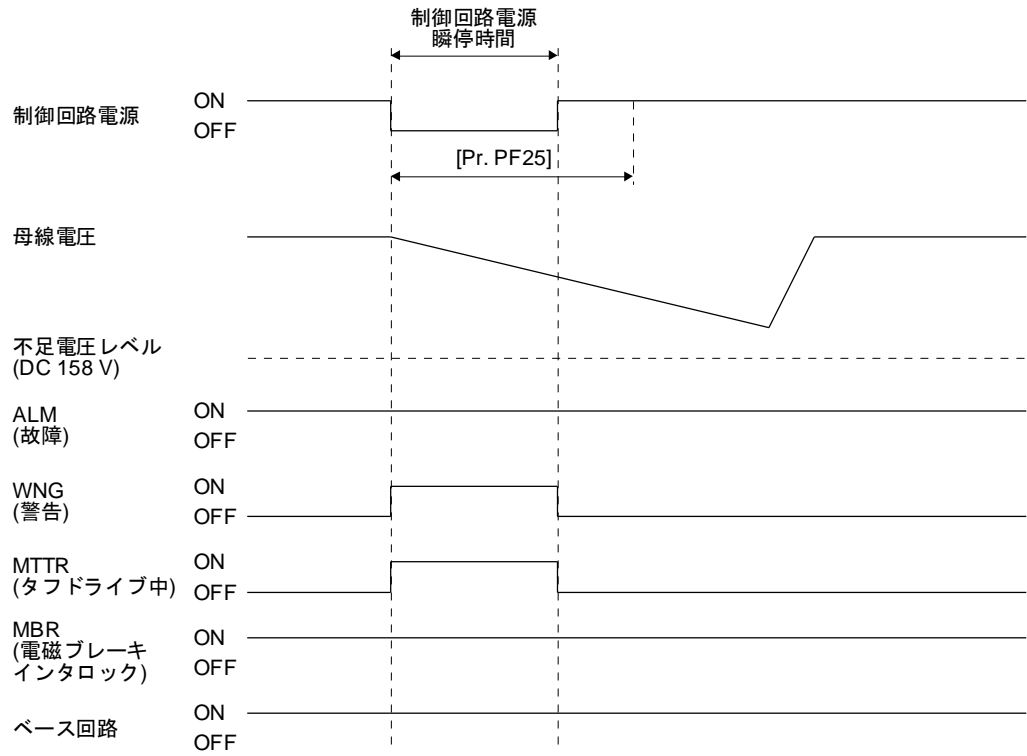 制御回路電源
瞬停時間
制御回路電源
ON
OFF
[Pr. PF25]
母線電圧
不足電圧レベル
(DC 158 V)
ALM
(故障)
ON
OFF
WNG
(警告)
ON
OFF
MTTR
(タフドライブ中)
ON
OFF
MBR
(電磁ブレーキ
インタロック)
ON
OFF
ベース回路
ON
OFF